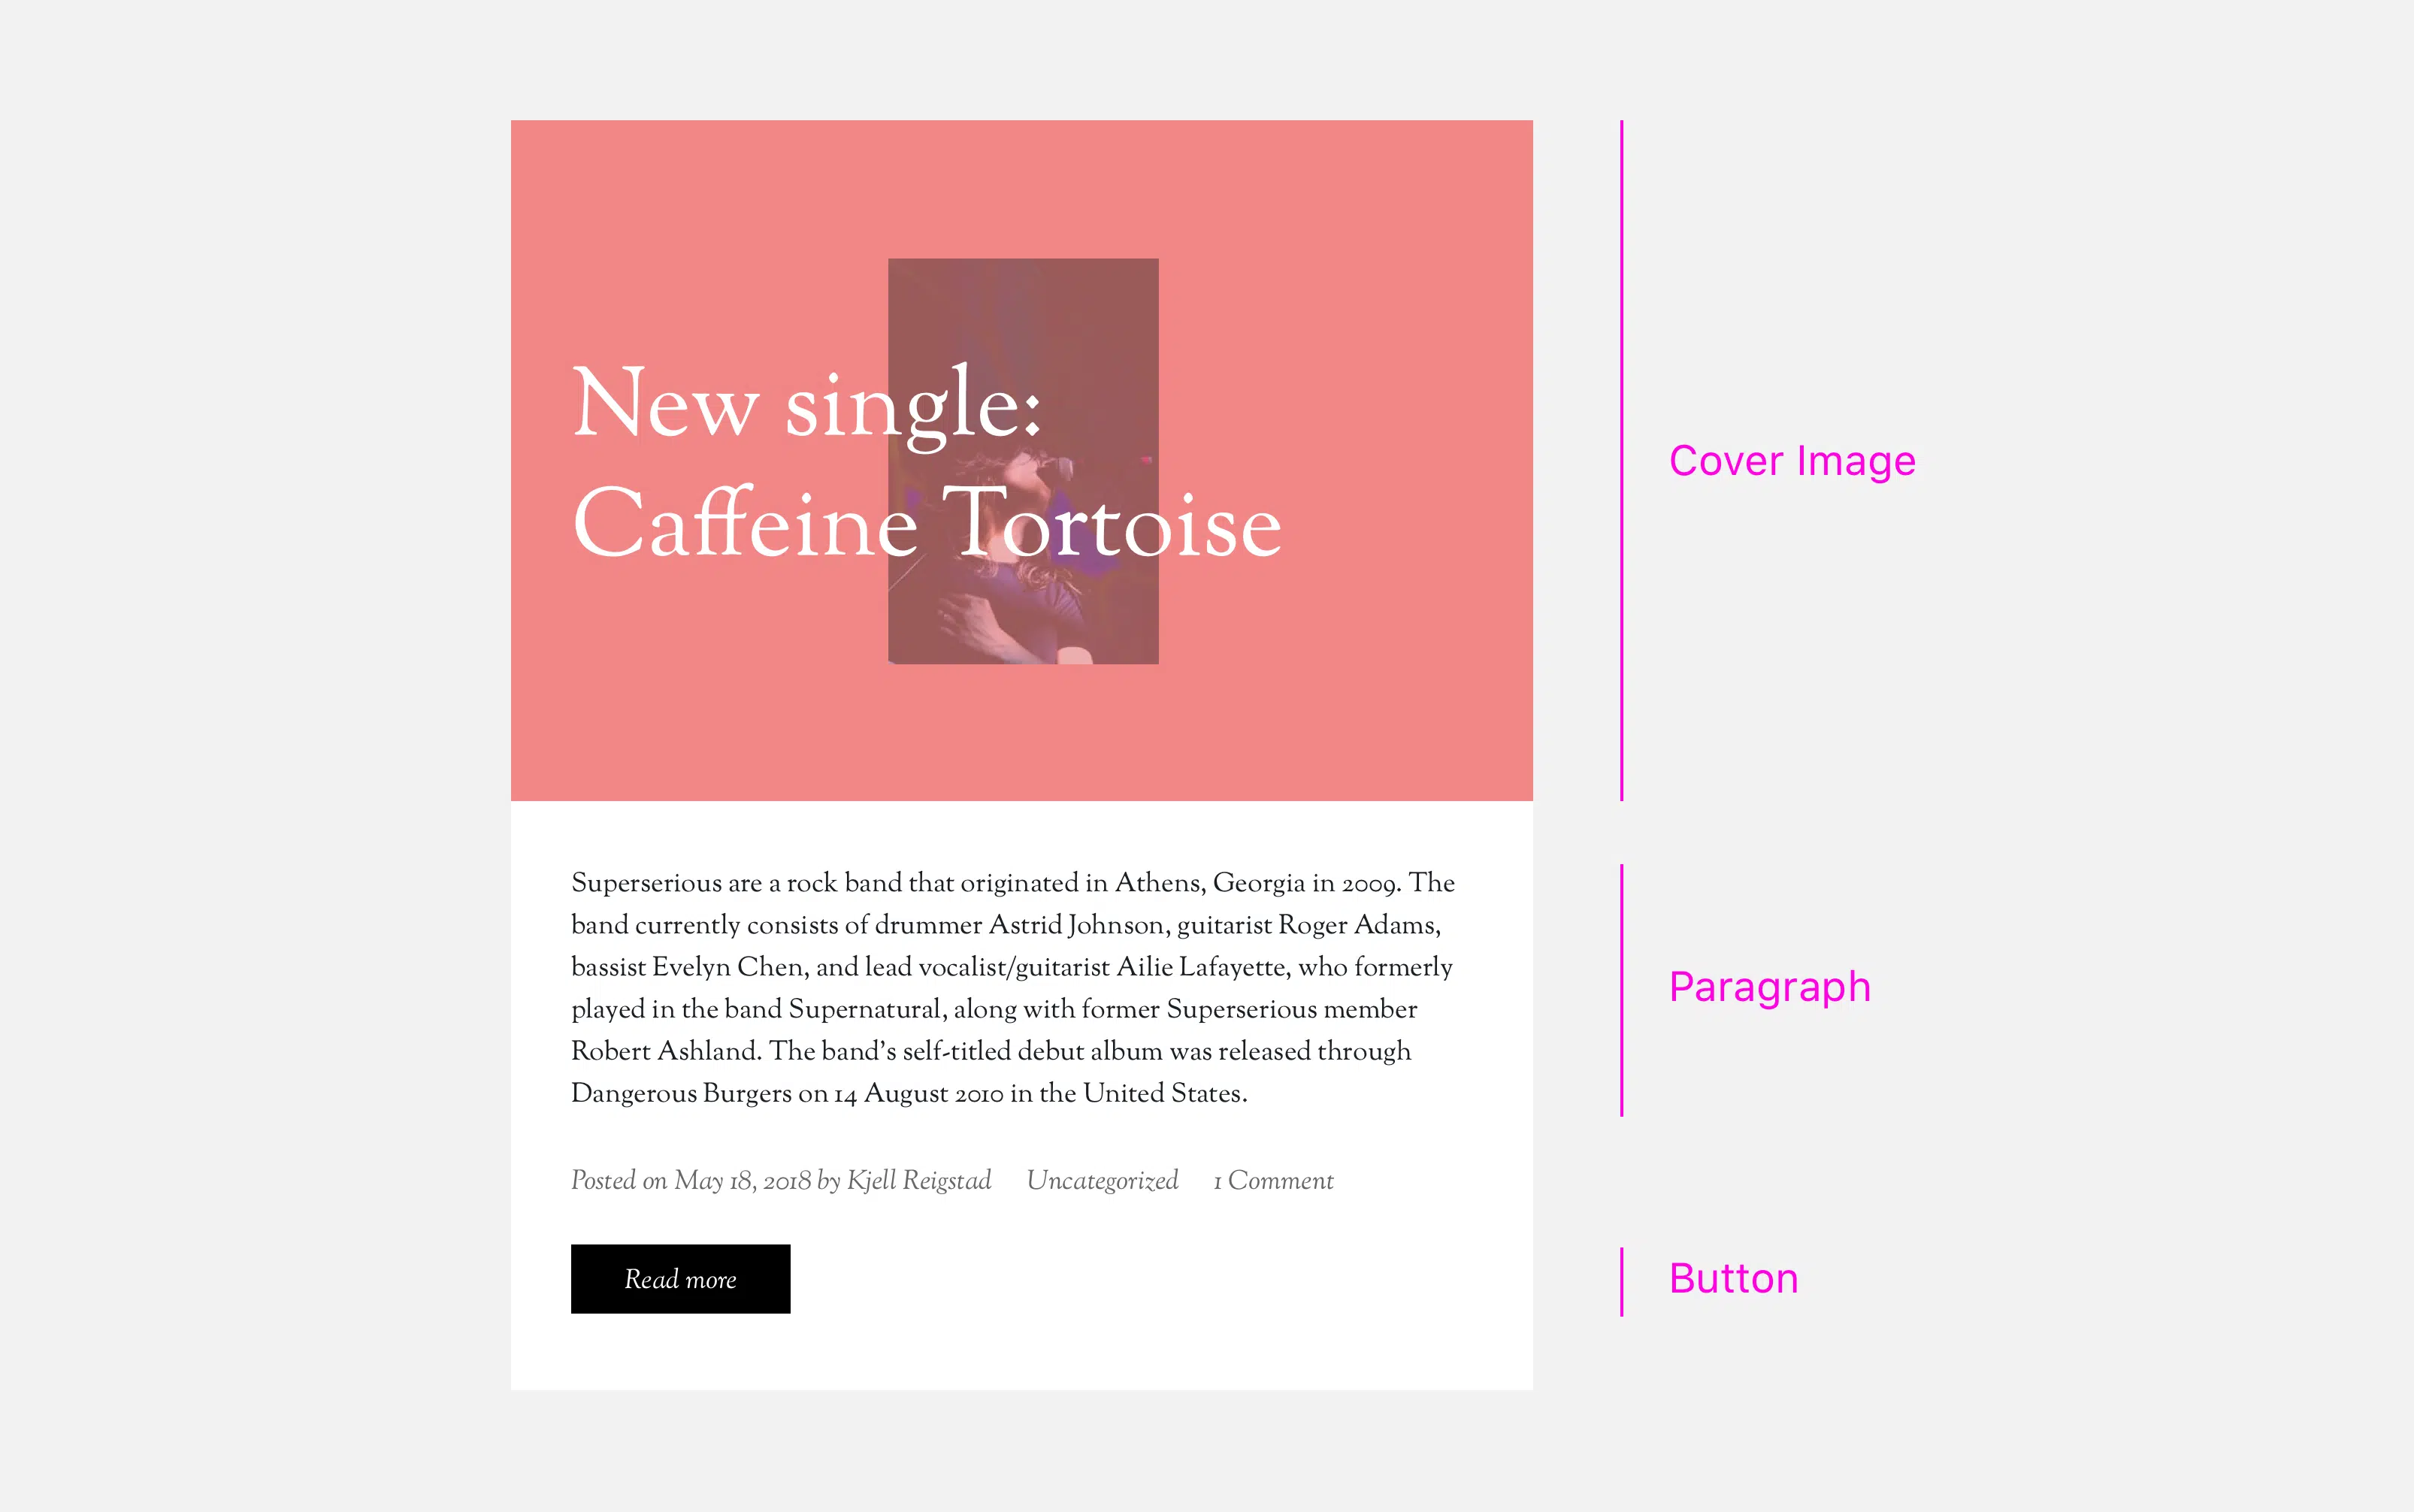 New single:
Caffeine Tortoise
Cover Image
Superserious are a rock band that originated in Athens, Georgia in 2009. The
band currently consists of drummer Astrid Johnson, guitarist Roger Adams,
bassist Evelyn Chen, and lead vocalist/guitarist Ailie Lafayette, who formerly
played in the band Supernatural, along with former Superserious member
Robert Ashland. The band’s self-titled debut album was released through
Dangerous Burgers on 14 August 2010 in the United States.
Paragraph
Posted on May 18, 2018 by Kjell Reigstad Uncategorized 1 Comment
Read more
Button